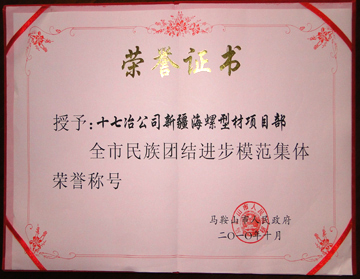 荣誉证书
授予:十七冶公司新疆海螺型材项目部
全市民族团结进步模范集体
荣誉称号
马鞍山市人民政府
二〇一〇年十月